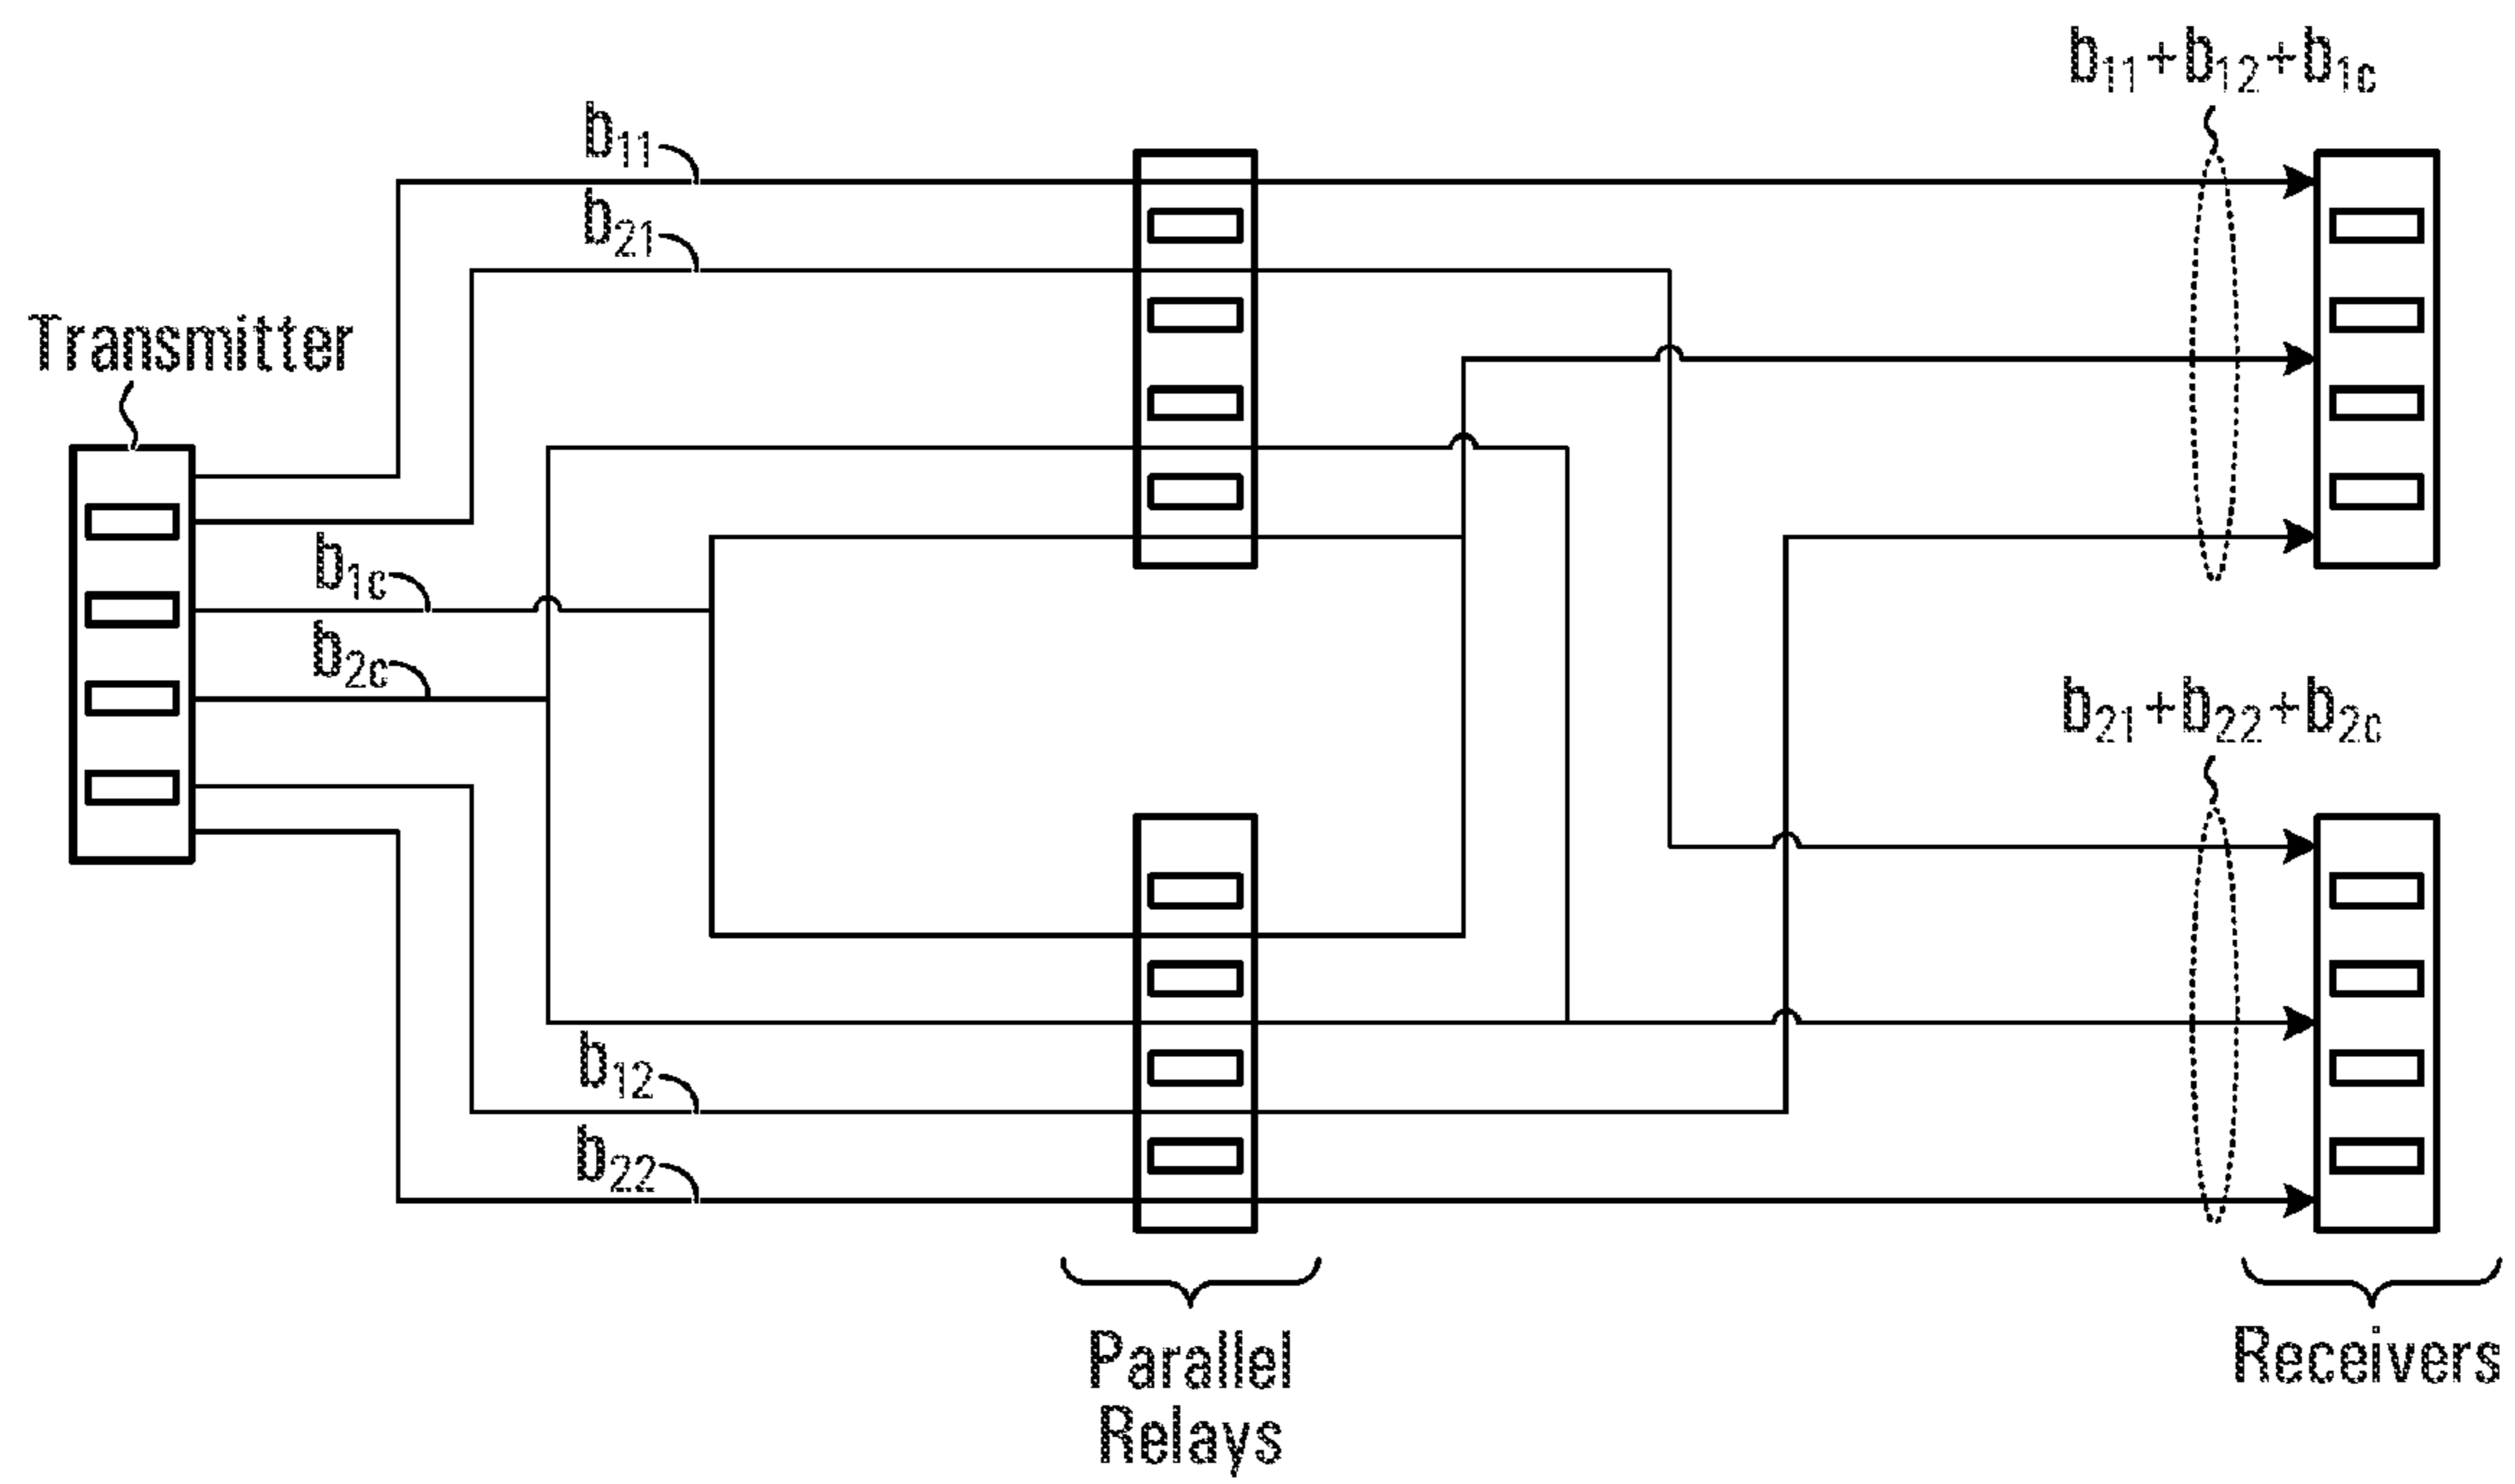 b11+b12+b1c
b11
b21
Transmitter
b1c
b2c
b21+b22+b2c
b12
b22
Parallel
Relays
Receivers